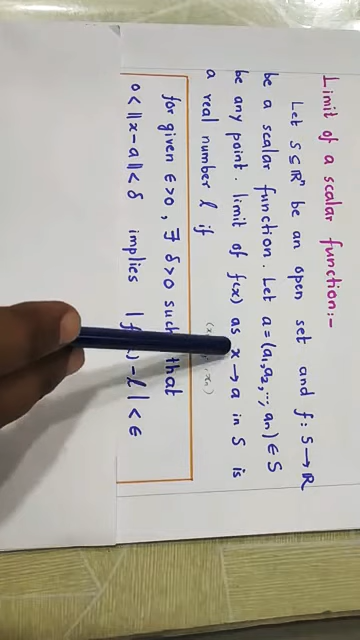 Limit of a scalar function:-
Let S ⊆ ℝⁿ be an open set and f: S → ℝ
be a scalar function. Let a = (a₁, a₂, ..., aₙ) ∈ S
be any point. limit of f(x) as x → a in S is
a real number l if
for given ε>0, ∃ δ>0 such that
0 < ||x-a|| < δ implies |f( ) - l| < ε